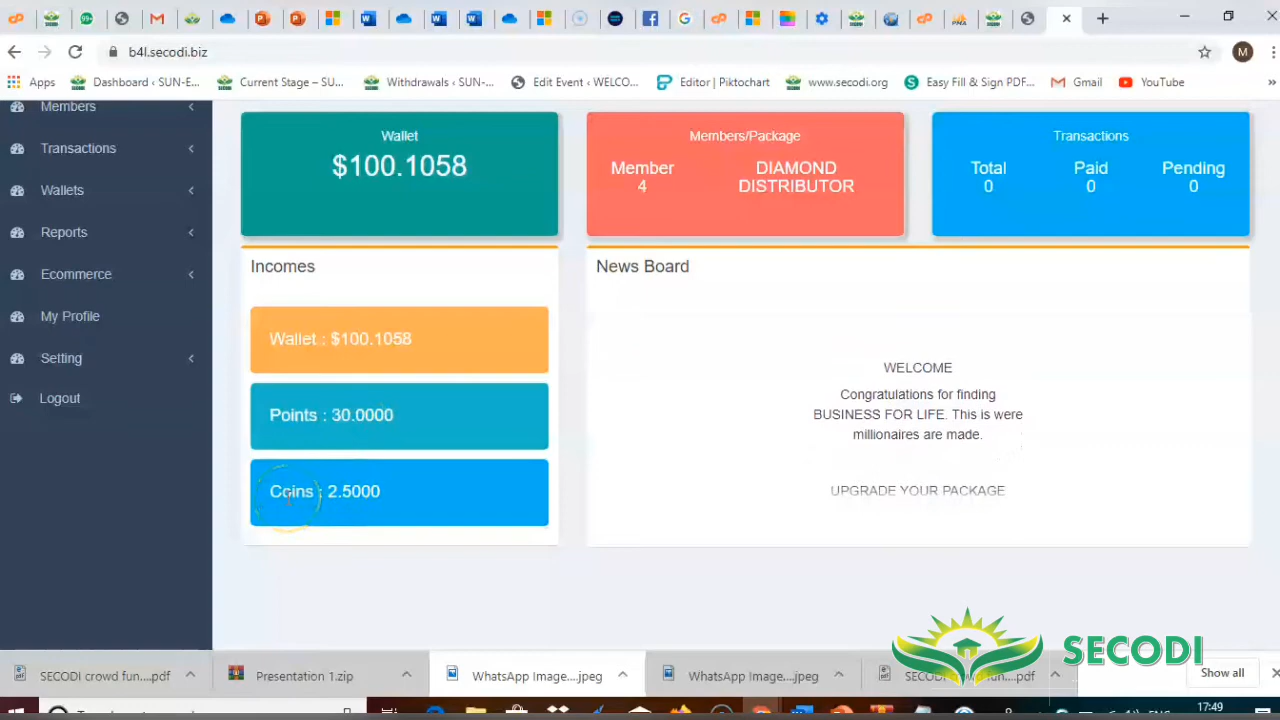 b4l.secodi.biz
M
Apps
Dashboard ‹ SUN-E...
Current Stage – SU...
Withdrawals ‹ SUN-...
Edit Event ‹ WELCO...
Editor | Piktochart
www.secodi.org
Easy Fill & Sign PDF...
Gmail
YouTube
»
Members
Transactions
Wallets
Reports
Ecommerce
My Profile
Setting
Logout
Wallet
$100.1058
Members/Package
Member
4
DIAMOND
DISTRIBUTOR
Transactions
Total
0
Paid
0
Pending
0
Incomes
Wallet : $100.1058
Points : 30.0000
Coins : 2.5000
News Board
WELCOME
Congratulations for finding
BUSINESS FOR LIFE. This is were
millionaires are made.
UPGRADE YOUR PACKAGE
SECODI
SECODI crowd fun....pdf
Presentation 1.zip
WhatsApp Image....jpeg
WhatsApp Image....jpeg
SECODI crowd fun....pdf
Show all
17:49